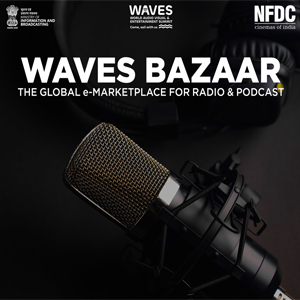 WAVES
WORLD AUDIO VISUAL &
ENTERTAINMENT SUMMIT
NFDC
cinemas of india
MINISTRY OF
INFORMATION AND
BROADCASTING
WAVES BAZAAR
THE GLOBAL e-MARKETPLACE FOR RADIO & PODCAST